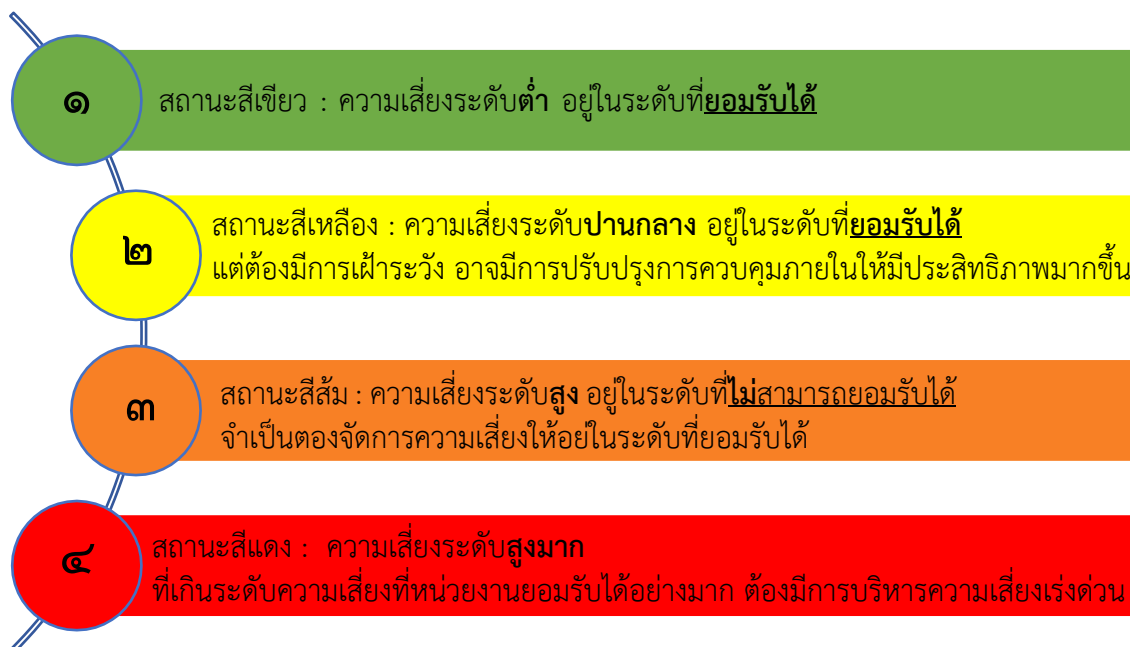 ๑
สถานะสีเขียว : ความเสี่ยงระดับต่ำ อยู่ในระดับที่ยอมรับได้
๒
สถานะสีเหลือง : ความเสี่ยงระดับปานกลาง อยู่ในระดับที่ยอมรับได้
แต่ต้องมีการเฝ้าระวัง อาจมีการปรับปรุงการควบคุมภายในให้มีประสิทธิภาพมากขึ้น
๓
สถานะสีส้ม : ความเสี่ยงระดับสูง อยู่ในระดับที่ไม่สามารถยอมรับได้
จำเป็นตองจัดการความเสี่ยงให้อยในระดับที่ยอมรับได้
๔
สถานะสีแดง : ความเสี่ยงระดับสูงมาก
ที่เกินระดับความเสี่ยงที่หน่วยงานยอมรับได้อย่างมาก ต้องมีการบริหารความเสี่ยงเร่งด่วน